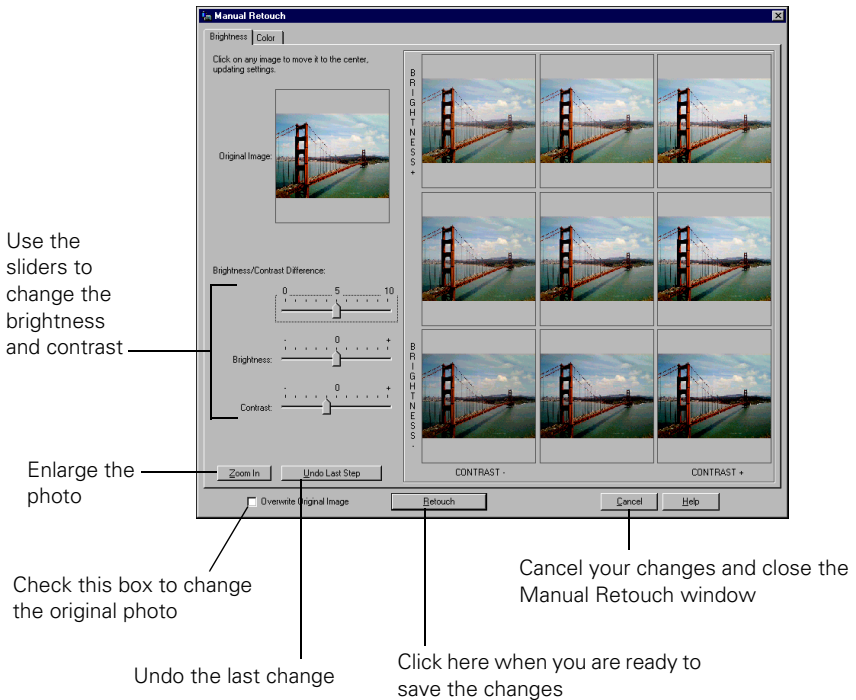 Manual Retouch
Brightness
Color
Click on any image to move it to the center,
updating settings.
Original Image:
BRIGHTNESS +
Use the
sliders to
change the
brightness
and contrast
Brightness/Contrast Difference:
0 5 10
- 0 +
Brightness:
- 0 +
Contrast:
BRIGHTNESS -
Enlarge the
photo
Zoom In
Undo Last Step
CONTRAST -
CONTRAST +
Overwrite Original Image
Retouch
Cancel
Help
Check this box to change
the original photo
Cancel your changes and close the
Manual Retouch window
Undo the last change
Click here when you are ready to
save the changes